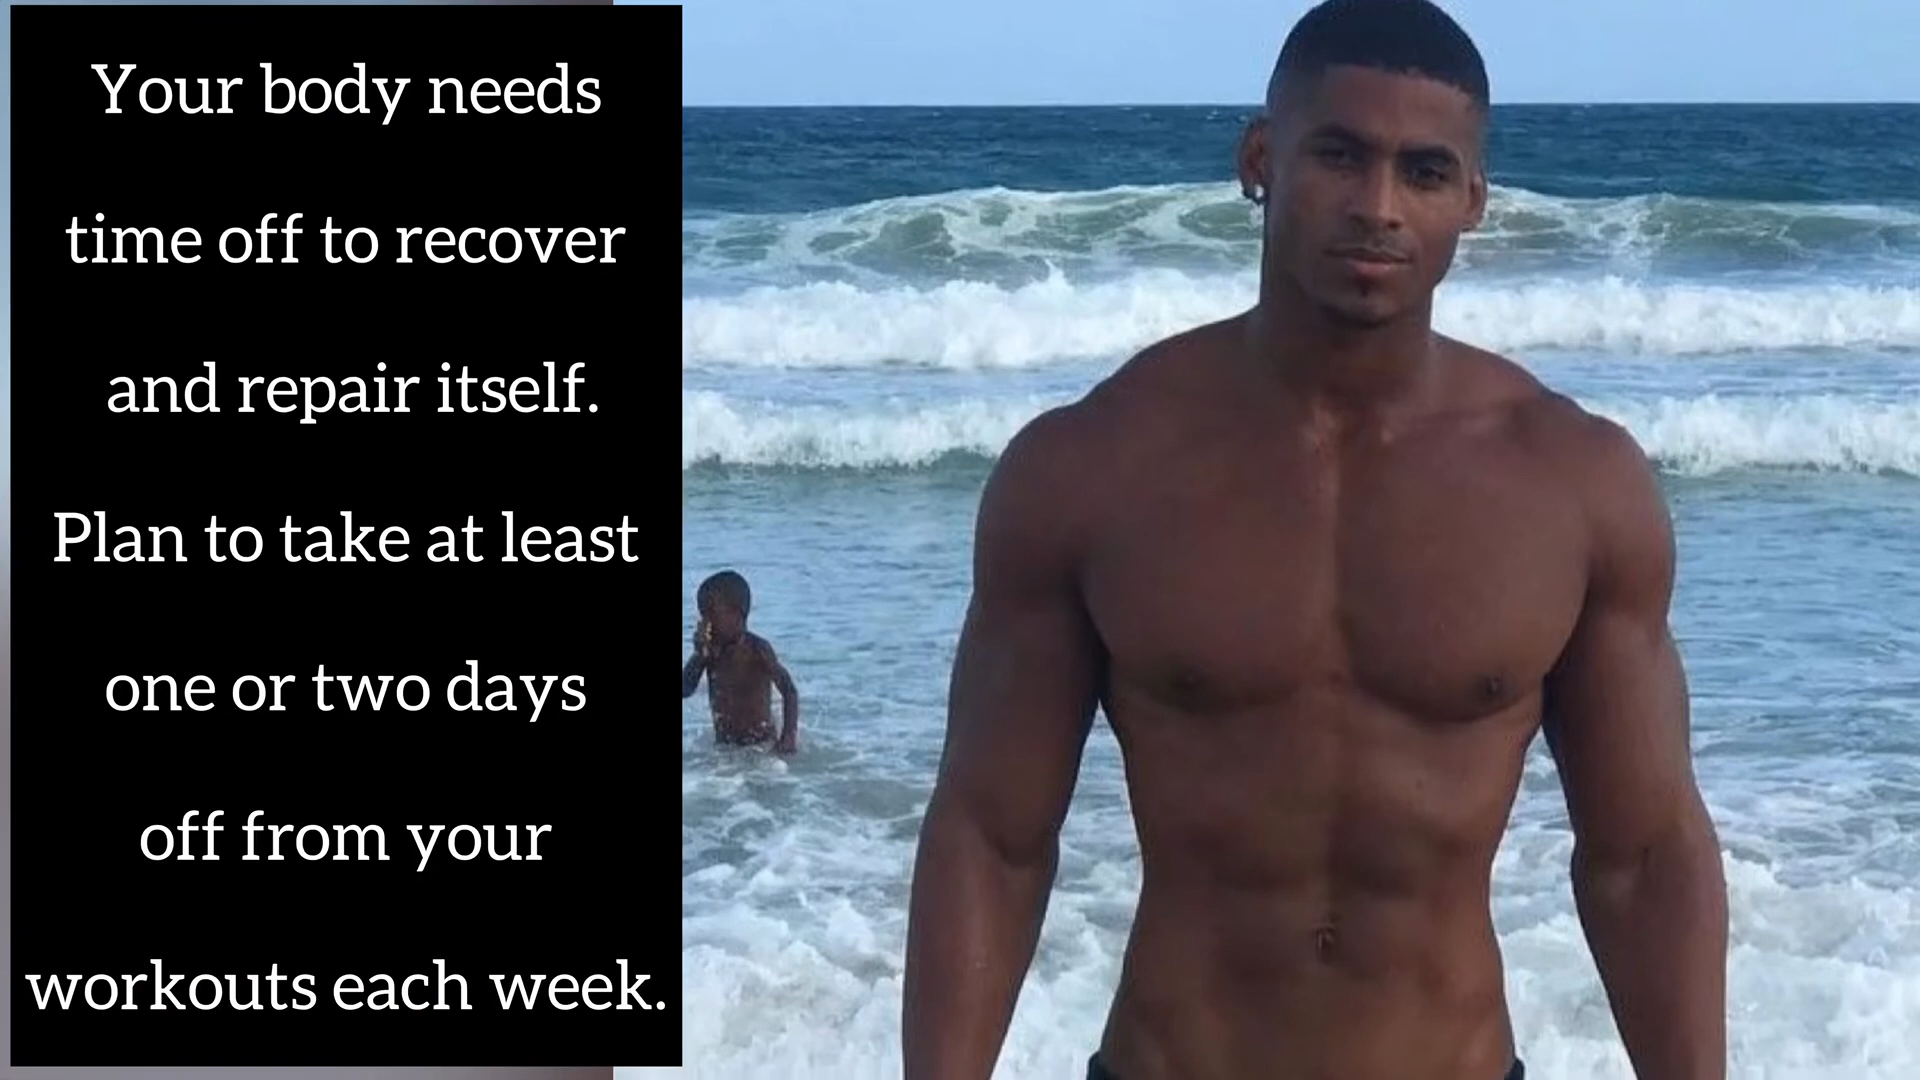 Your body needs
time off to recover
and repair itself.
Plan to take at least
one or two days
off from your
workouts each week.